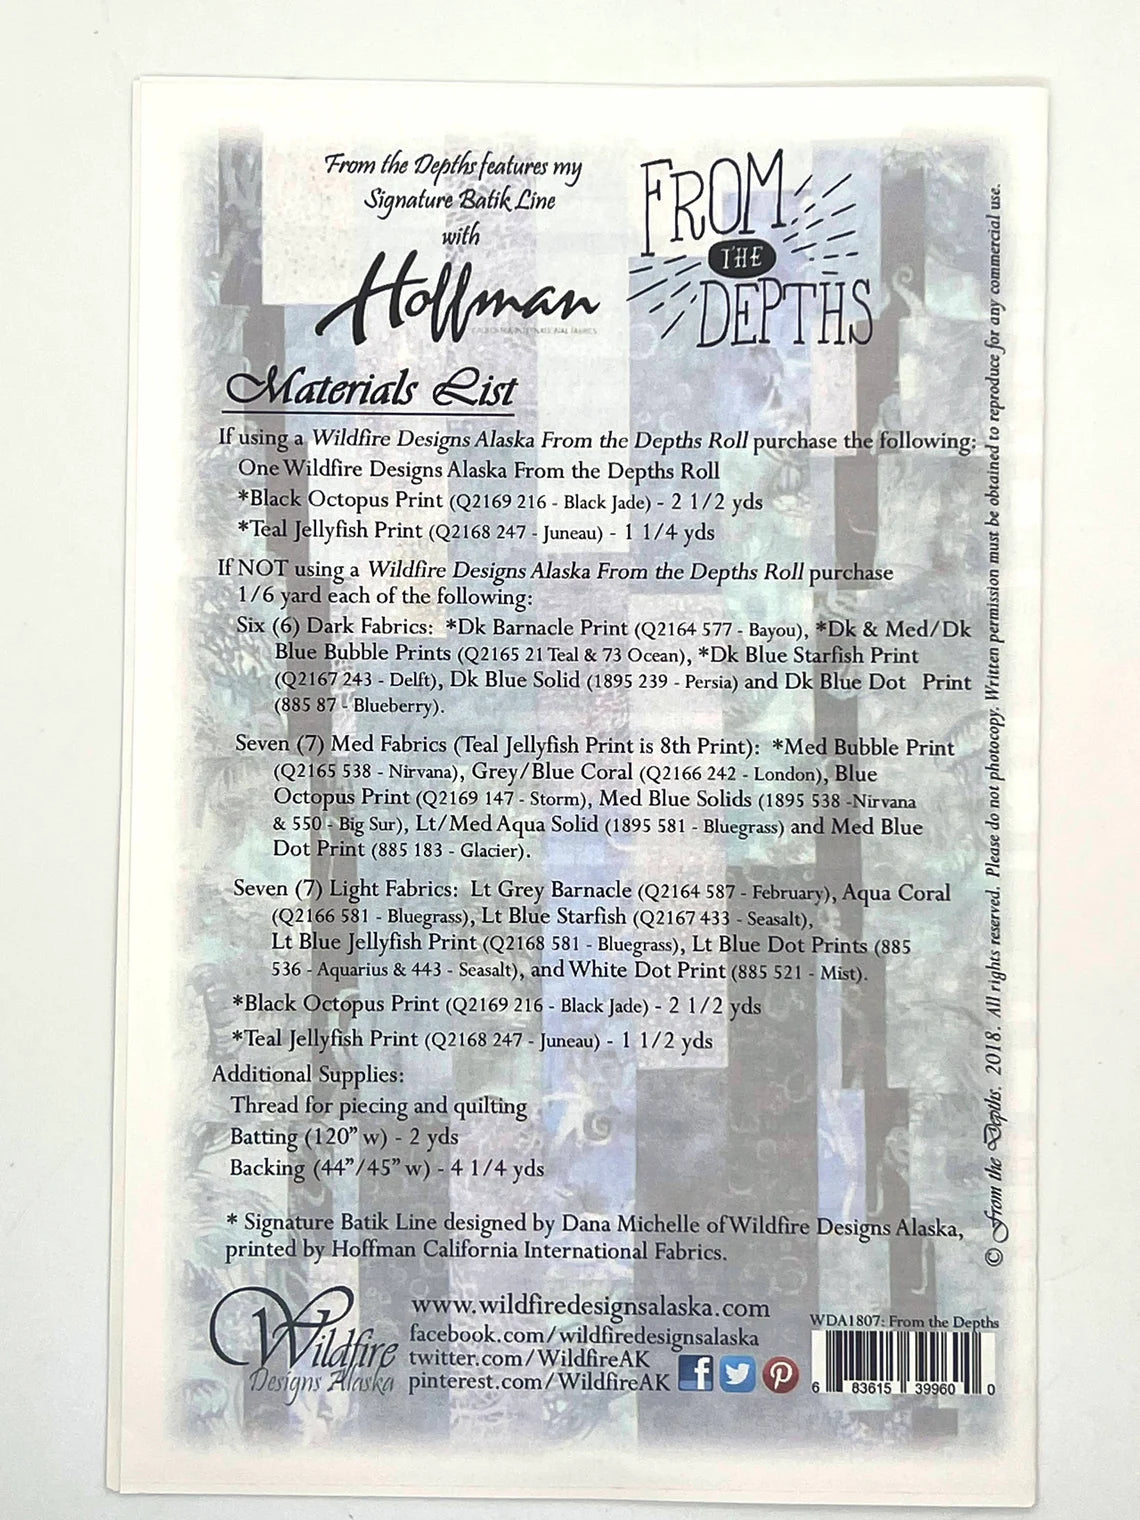 From the Depths features my
Signature Batik Line
with
Hoffman
CALIFORNIA INTERNATIONAL FABRICS
FROM
THE
DEPTHS
Materials List
If using a Wildfire Designs Alaska From the Depths Roll purchase the following:
One Wildfire Designs Alaska From the Depths Roll
*Black Octopus Print (Q2169 216 - Black Jade) - 2 1/2 yds
*Teal Jellyfish Print (Q2168 247 - Juneau) - 1 1/4 yds
If NOT using a Wildfire Designs Alaska From the Depths Roll purchase
1/6 yard each of the following:
Six (6) Dark Fabrics: *Dk Barnacle Print (Q2164 577 - Bayou), *Dk & Med/Dk
Blue Bubble Prints (Q2165 21 Teal & 73 Ocean), *Dk Blue Starfish Print
(Q2167 243 - Delft), Dk Blue Solid (1895 239 - Persia) and Dk Blue Dot Print
(885 87 - Blueberry).
Seven (7) Med Fabrics (Teal Jellyfish Print is 8th Print): *Med Bubble Print
(Q2165 538 - Nirvana), Grey/Blue Coral (Q2166 242 - London), Blue
Octopus Print (Q2169 147 - Storm), Med Blue Solids (1895 538 -Nirvana
& 550 - Big Sur), Lt/Med Aqua Solid (1895 581 - Bluegrass) and Med Blue
Dot Print (885 183 - Glacier).
Seven (7) Light Fabrics: Lt Grey Barnacle (Q2164 587 - February), Aqua Coral
(Q2166 581 - Bluegrass), Lt Blue Starfish (Q2167 433 - Seasalt),
Lt Blue Jellyfish Print (Q2168 581 - Bluegrass), Lt Blue Dot Prints (885
536 - Aquarius & 443 - Seasalt), and White Dot Print (885 521 - Mist).
*Black Octopus Print (Q2169 216 - Black Jade) - 2 1/2 yds
*Teal Jellyfish Print (Q2168 247 - Juneau) - 1 1/2 yds
Additional Supplies:
Thread for piecing and quilting
Batting (120” w) - 2 yds
Backing (44”/45” w) - 4 1/4 yds
* Signature Batik Line designed by Dana Michelle of Wildfire Designs Alaska,
printed by Hoffman California International Fabrics.
Wildfire
Designs Alaska
www.wildfiredesignsalaska.com
facebook.com/wildfiredesignsalaska
twitter.com/WildfireAK
pinterest.com/WildfireAK
WDA1807: From the Depths
6 83615 39960 0
© From the Depths. 2018. All rights reserved. Please do not photocopy. Written permission must be obtained to reproduce for any commercial use.